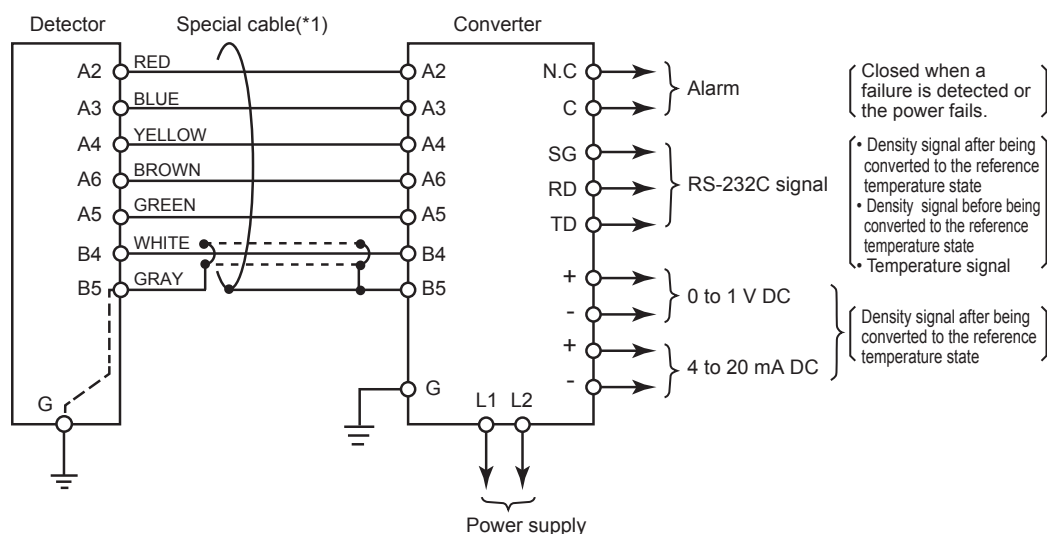 Detector
Special cable(*1)
Converter
A2
RED
A2
A3
BLUE
A3
A4
YELLOW
A4
A6
BROWN
A6
A5
GREEN
A5
B4
WHITE
B4
B5
GRAY
B5
G
G
N.C
C
Alarm
Closed when a
failure is detected or
the power fails.
SG
RD
TD
RS-232C signal
• Density signal after being
converted to the reference
temperature state
• Density signal before being
converted to the reference
temperature state
• Temperature signal
+
-
0 to 1 V DC
+
-
4 to 20 mA DC
Density signal after being
converted to the reference
temperature state
L1 L2
Power supply